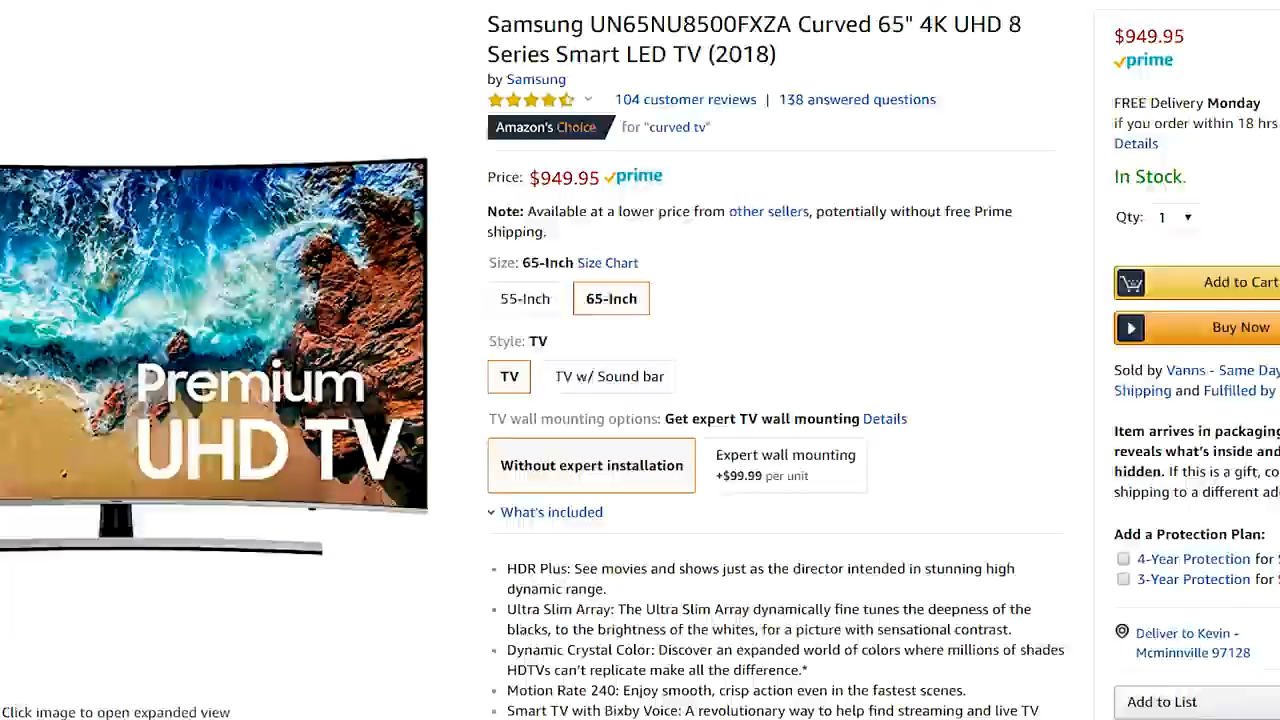 Samsung UN65NU8500FXZA Curved 65" 4K UHD 8
Series Smart LED TV (2018)
by Samsung
104 customer reviews | 138 answered questions
Amazon's Choice for "curved tv"
Price: $949.95 prime
Note: Available at a lower price from other sellers, potentially without free Prime
shipping.
Size: 65-Inch Size Chart
55-Inch 65-Inch
Style: TV
TV TV w/ Sound bar
TV wall mounting options: Get expert TV wall mounting Details
Without expert installation
Expert wall mounting
+$99.99 per unit
What's included
HDR Plus: See movies and shows just as the director intended in stunning high
dynamic range.
Ultra Slim Array: The Ultra Slim Array dynamically fine tunes the deepness of the
blacks, to the brightness of the whites, for a picture with sensational contrast.
Dynamic Crystal Color: Discover an expanded world of colors where millions of shades
HDTVs can't replicate make all the difference.*
Motion Rate 240: Enjoy smooth, crisp action even in the fastest scenes.
Smart TV with Bixby Voice: A revolutionary way to help find streaming and live TV
Premium
UHD TV
Click image to open expanded view
$949.95
prime
FREE Delivery Monday
if you order within 18 hrs
Details
In Stock.
Qty: 1
Add to Cart
Buy Now
Sold by Vanns - Same Day
Shipping and Fulfilled by
Item arrives in packaging
reveals what's inside and
hidden. If this is a gift, co
shipping to a different ad
Add a Protection Plan:
4-Year Protection for
3-Year Protection for
Deliver to Kevin -
Mcminnville 97128
Add to List